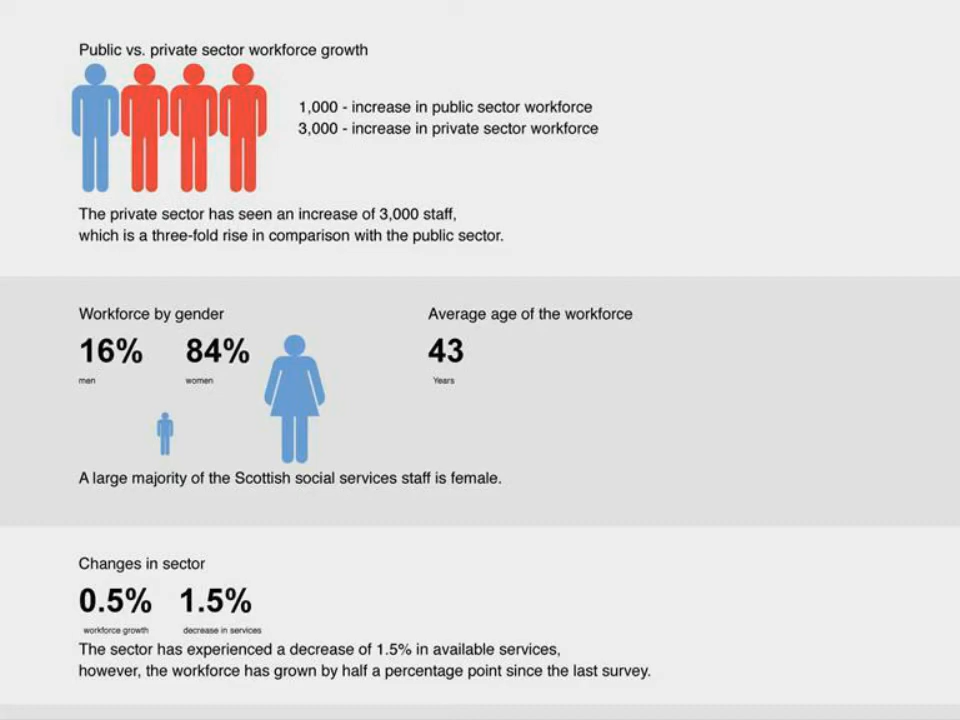 Public vs. private sector workforce growth
1,000 - increase in public sector workforce
3,000 - increase in private sector workforce
The private sector has seen an increase of 3,000 staff,
which is a three-fold rise in comparison with the public sector.
Workforce by gender
16%
men
84%
women
Average age of the workforce
43
Years
A large majority of the Scottish social services staff is female.
Changes in sector
0.5%
workforce growth
1.5%
decrease in services
The sector has experienced a decrease of 1.5% in available services,
however, the workforce has grown by half a percentage point since the last survey.